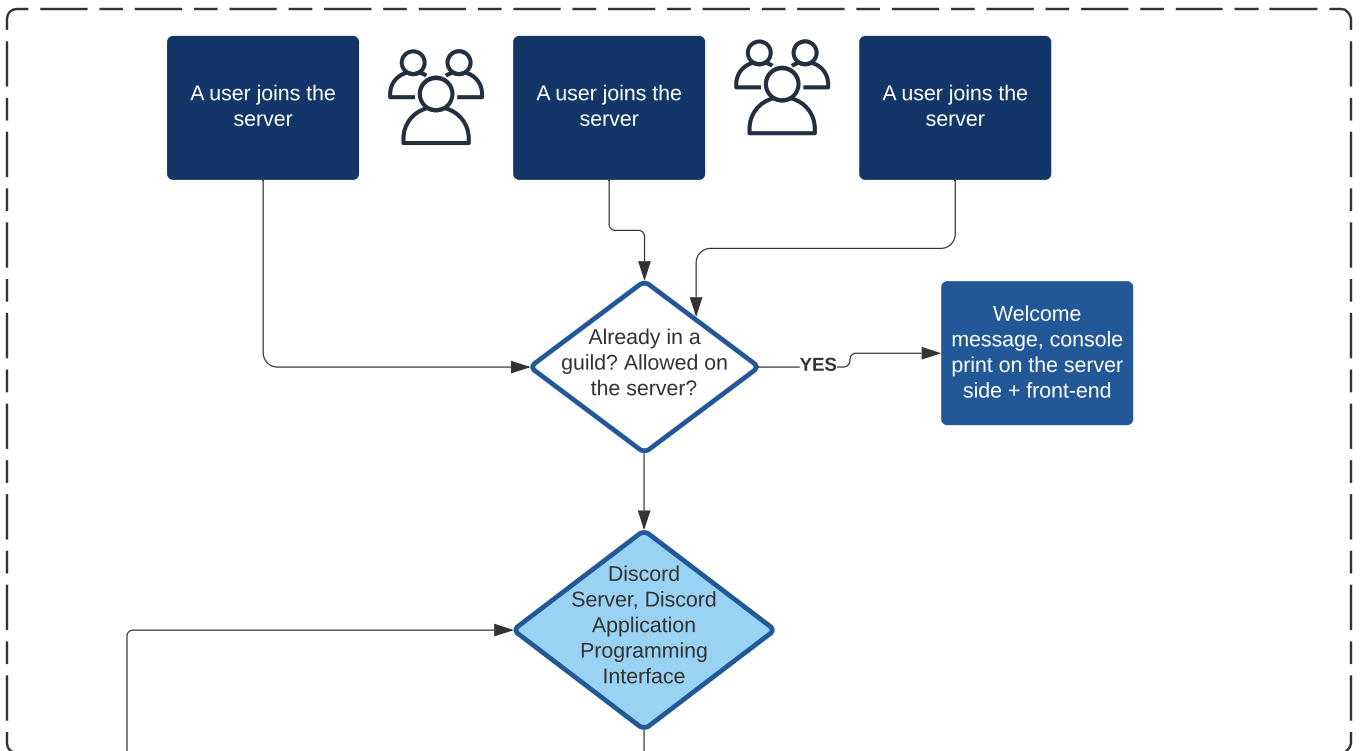 A user joins the
server
A user joins the
server
A user joins the
server
Already in a
guild? Allowed on
the server?
YES
Welcome
message, console
print on the server
side + front-end
Discord
Server, Discord
Application
Programming
Interface